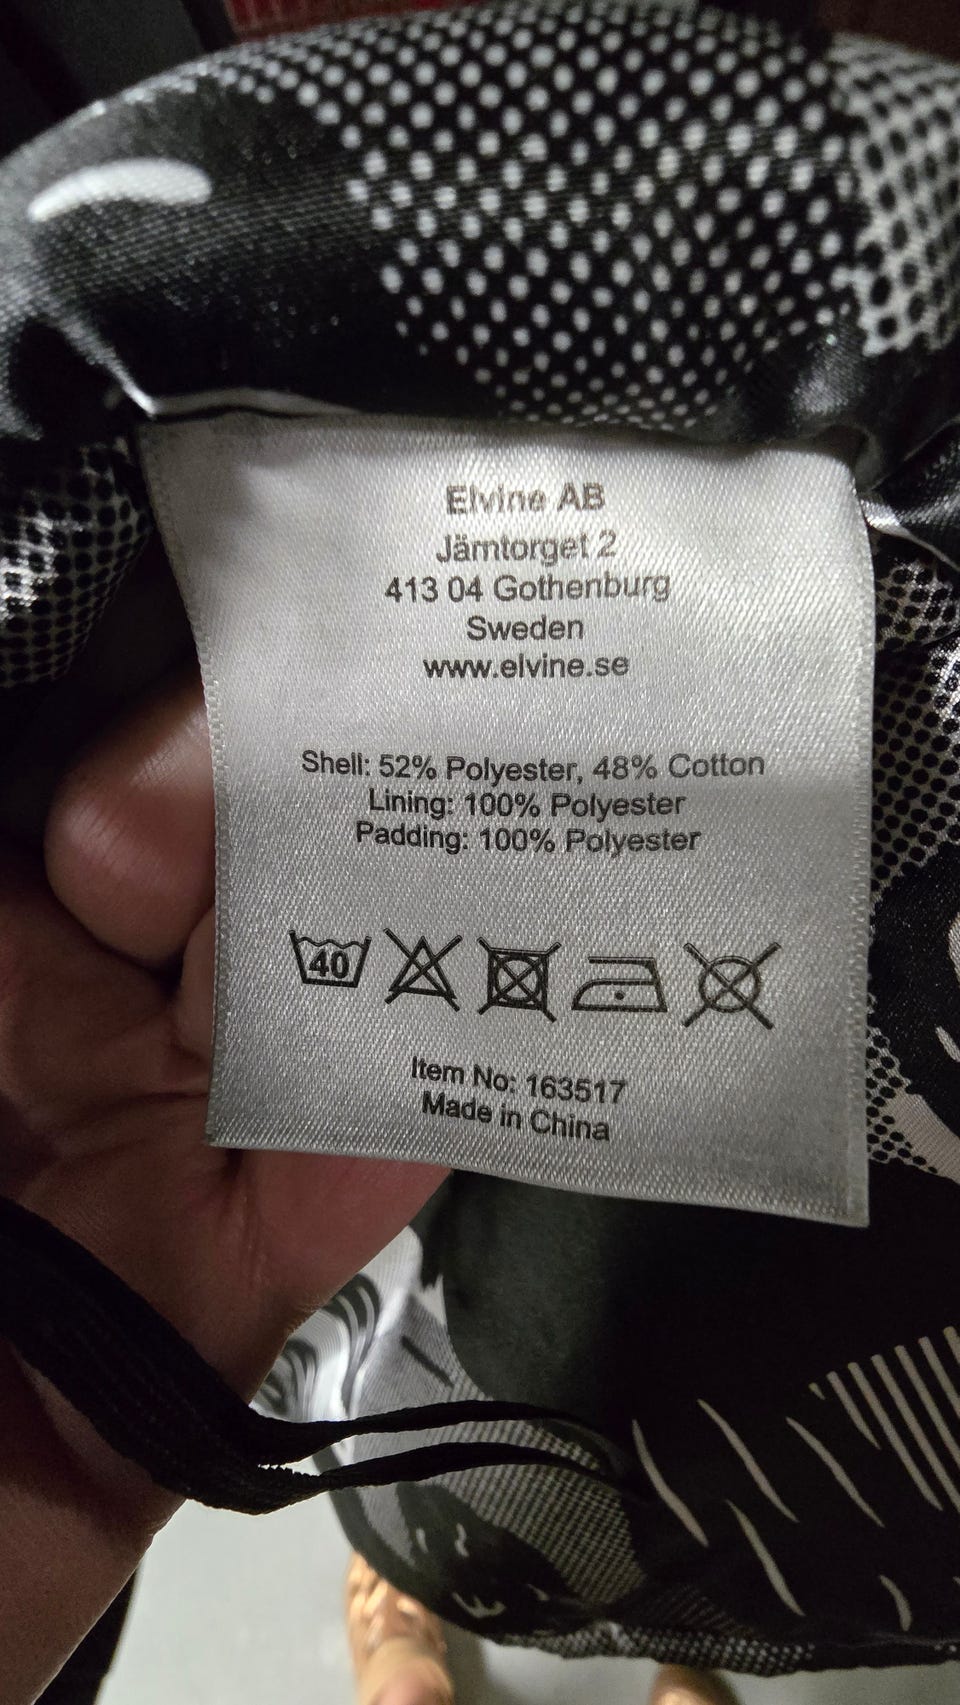 Elvine AB
Järntorget 2
413 04 Gothenburg
Sweden
www.elvine.se
Shell: 52% Polyester, 48% Cotton
Lining: 100% Polyester
Padding: 100% Polyester
40
Item No: 163517
Made in China